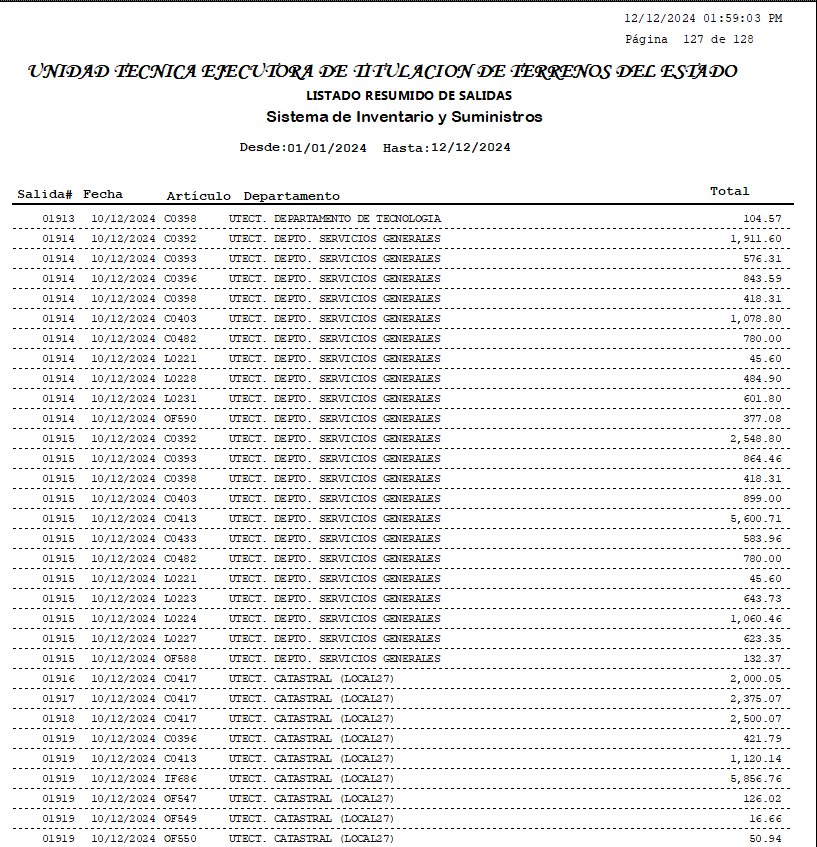 12/12/2024 01:59:03 PM
Página 127 de 128
UNIDAD TECNICA EJECUTORA DE TITULACION DE TERRENOS DEL ESTADO
LISTADO RESUMIDO DE SALIDAS
Sistema de Inventario y Suministros
Desde:01/01/2024 Hasta:12/12/2024
Salida# Fecha Artículo Departamento Total
01913 10/12/2024 C0398 UTECT. DEPARTAMENTO DE TECNOLOGIA 104.57
01914 10/12/2024 C0392 UTECT. DEPTO. SERVICIOS GENERALES 1,911.60
01914 10/12/2024 C0393 UTECT. DEPTO. SERVICIOS GENERALES 576.31
01914 10/12/2024 C0396 UTECT. DEPTO. SERVICIOS GENERALES 843.59
01914 10/12/2024 C0398 UTECT. DEPTO. SERVICIOS GENERALES 418.31
01914 10/12/2024 C0403 UTECT. DEPTO. SERVICIOS GENERALES 1,078.80
01914 10/12/2024 C0482 UTECT. DEPTO. SERVICIOS GENERALES 780.00
01914 10/12/2024 L0221 UTECT. DEPTO. SERVICIOS GENERALES 45.60
01914 10/12/2024 L0228 UTECT. DEPTO. SERVICIOS GENERALES 484.90
01914 10/12/2024 L0231 UTECT. DEPTO. SERVICIOS GENERALES 601.80
01914 10/12/2024 OF590 UTECT. DEPTO. SERVICIOS GENERALES 377.08
01915 10/12/2024 C0392 UTECT. DEPTO. SERVICIOS GENERALES 2,548.80
01915 10/12/2024 C0393 UTECT. DEPTO. SERVICIOS GENERALES 864.46
01915 10/12/2024 C0398 UTECT. DEPTO. SERVICIOS GENERALES 418.31
01915 10/12/2024 C0403 UTECT. DEPTO. SERVICIOS GENERALES 899.00
01915 10/12/2024 C0413 UTECT. DEPTO. SERVICIOS GENERALES 5,600.71
01915 10/12/2024 C0433 UTECT. DEPTO. SERVICIOS GENERALES 583.96
01915 10/12/2024 C0482 UTECT. DEPTO. SERVICIOS GENERALES 780.00
01915 10/12/2024 L0221 UTECT. DEPTO. SERVICIOS GENERALES 45.60
01915 10/12/2024 L0223 UTECT. DEPTO. SERVICIOS GENERALES 643.73
01915 10/12/2024 L0224 UTECT. DEPTO. SERVICIOS GENERALES 1,060.46
01915 10/12/2024 L0227 UTECT. DEPTO. SERVICIOS GENERALES 623.35
01915 10/12/2024 OF588 UTECT. DEPTO. SERVICIOS GENERALES 132.37
01916 10/12/2024 C0417 UTECT. CATASTRAL (LOCAL27) 2,000.05
01917 10/12/2024 C0417 UTECT. CATASTRAL (LOCAL27) 2,375.07
01918 10/12/2024 C0417 UTECT. CATASTRAL (LOCAL27) 2,500.07
01919 10/12/2024 C0396 UTECT. CATASTRAL (LOCAL27) 421.79
01919 10/12/2024 C0413 UTECT. CATASTRAL (LOCAL27) 1,120.14
01919 10/12/2024 IF686 UTECT. CATASTRAL (LOCAL27) 5,856.76
01919 10/12/2024 OF547 UTECT. CATASTRAL (LOCAL27) 126.02
01919 10/12/2024 OF549 UTECT. CATASTRAL (LOCAL27) 16.66
01919 10/12/2024 OF550 UTECT. CATASTRAL (LOCAL27) 50.94